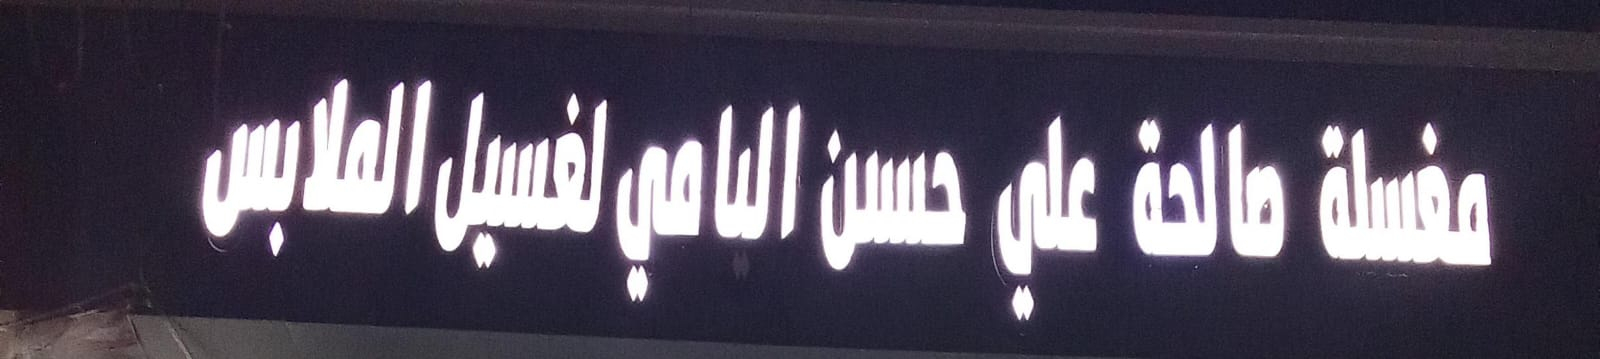 مغسلة صالحة علي حسن اليامي لغسيل الملابس